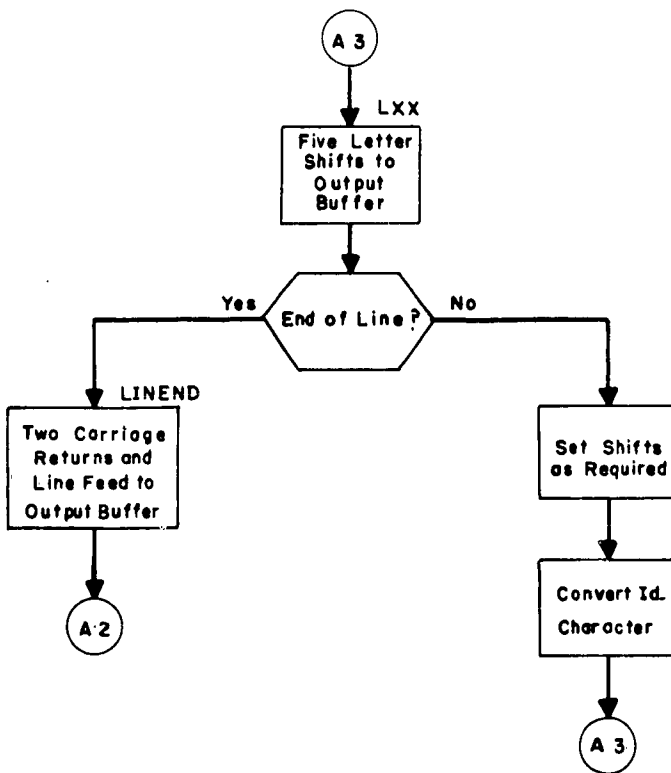 A 3
LXX
Five Letter
Shifts to
Output
Buffer
Yes
End of Line?
No
LINEND
Two Carriage
Returns and
Line Feed to
Output Buffer
Set Shifts
as Required
Convert Id.
Character
A·2
A 3